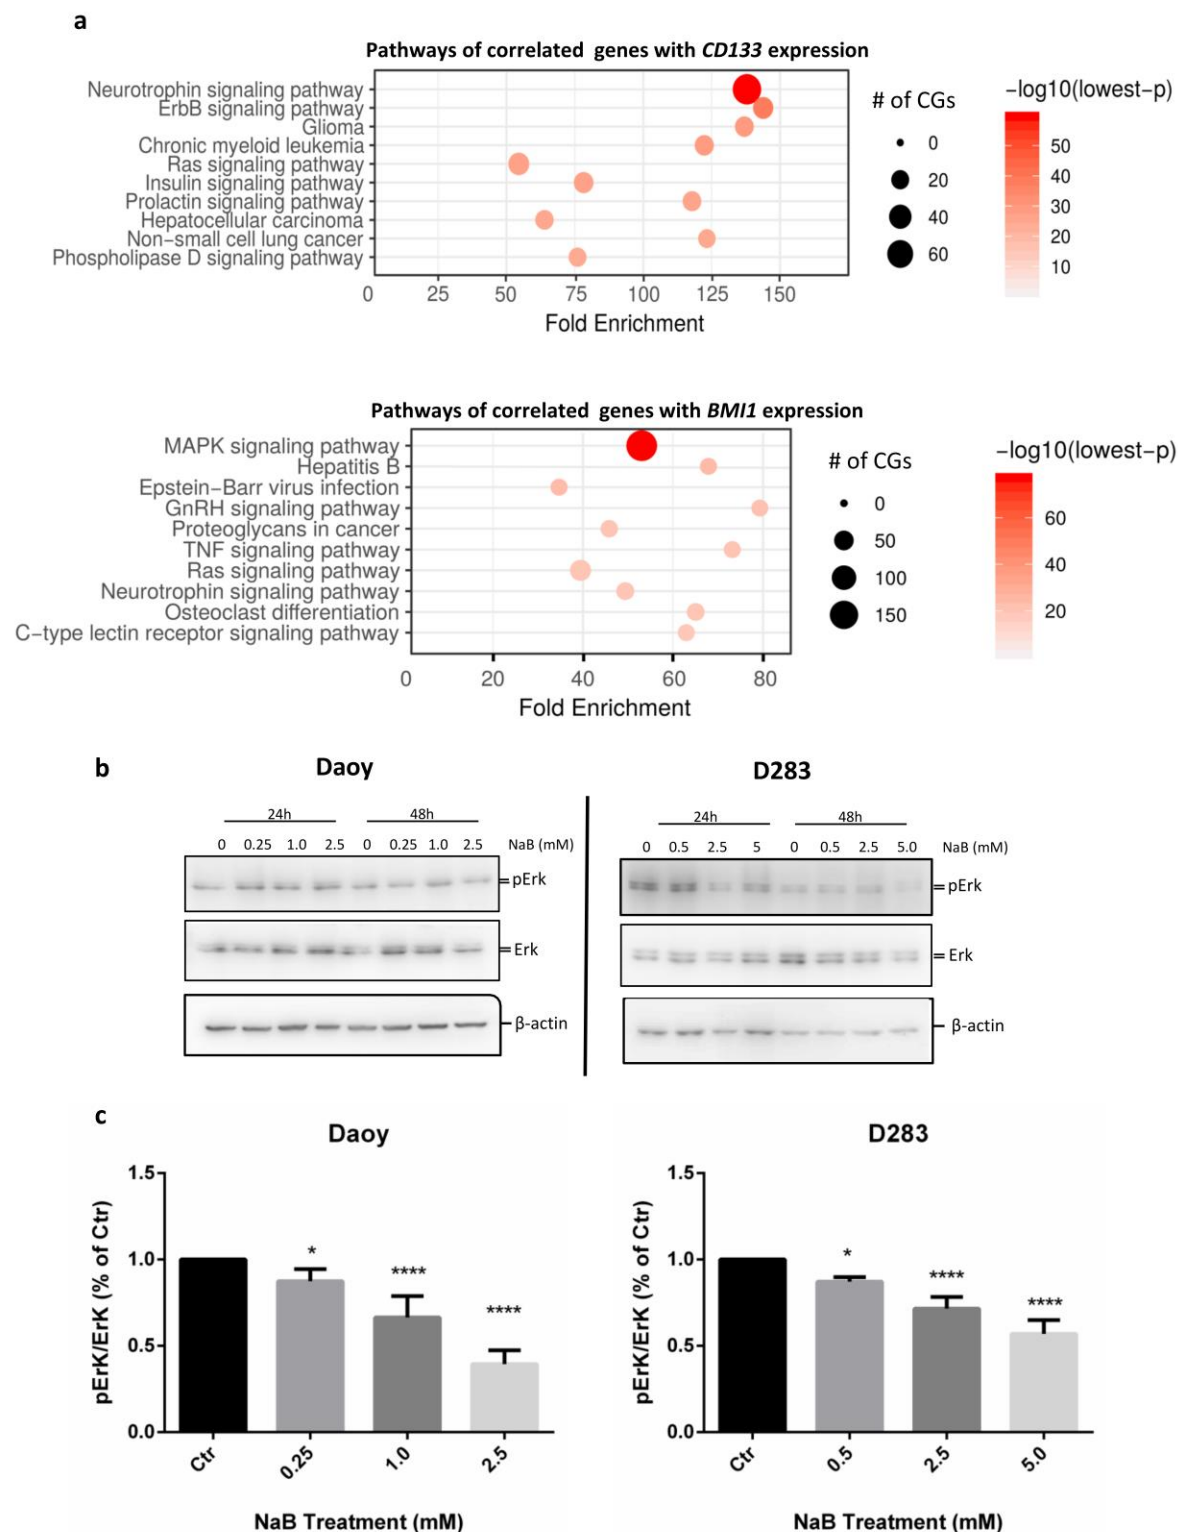 a
Pathways of correlated genes with CD133 expression
Neurotrophin signaling pathway
ErbB signaling pathway
Glioma
Chronic myeloid leukemia
Ras signaling pathway
Insulin signaling pathway
Prolactin signaling pathway
Hepatocellular carcinoma
Non−small cell lung cancer
Phospholipase D signaling pathway
0 25 50 75 100 125 150
Fold Enrichment
# of CGs
0
20
40
60
−log10(lowest−p)
50
40
30
20
10
Pathways of correlated genes with BMI1 expression
MAPK signaling pathway
Hepatitis B
Epstein−Barr virus infection
GnRH signaling pathway
Proteoglycans in cancer
TNF signaling pathway
Ras signaling pathway
Neurotrophin signaling pathway
Osteoclast differentiation
C−type lectin receptor signaling pathway
0 20 40 60 80
Fold Enrichment
# of CGs
0
50
100
150
−log10(lowest−p)
60
40
20
b
Daoy
24h 48h
0 0.25 1.0 2.5 0 0.25 1.0 2.5 NaB (mM)
pErk
Erk
β-actin
D283
24h 48h
0 0.5 2.5 5 0 0.5 2.5 5.0 NaB (mM)
pErk
Erk
β-actin
c
Daoy
pErK/ErK (% of Ctr)
1.5
1.0
0.5
0.0
* **** ****
Ctr 0.25 1.0 2.5
NaB Treatment (mM)
D283
pErK/ErK (% of Ctr)
1.5
1.0
0.5
0.0
* **** ****
Ctr 0.5 2.5 5.0
NaB Treatment (mM)